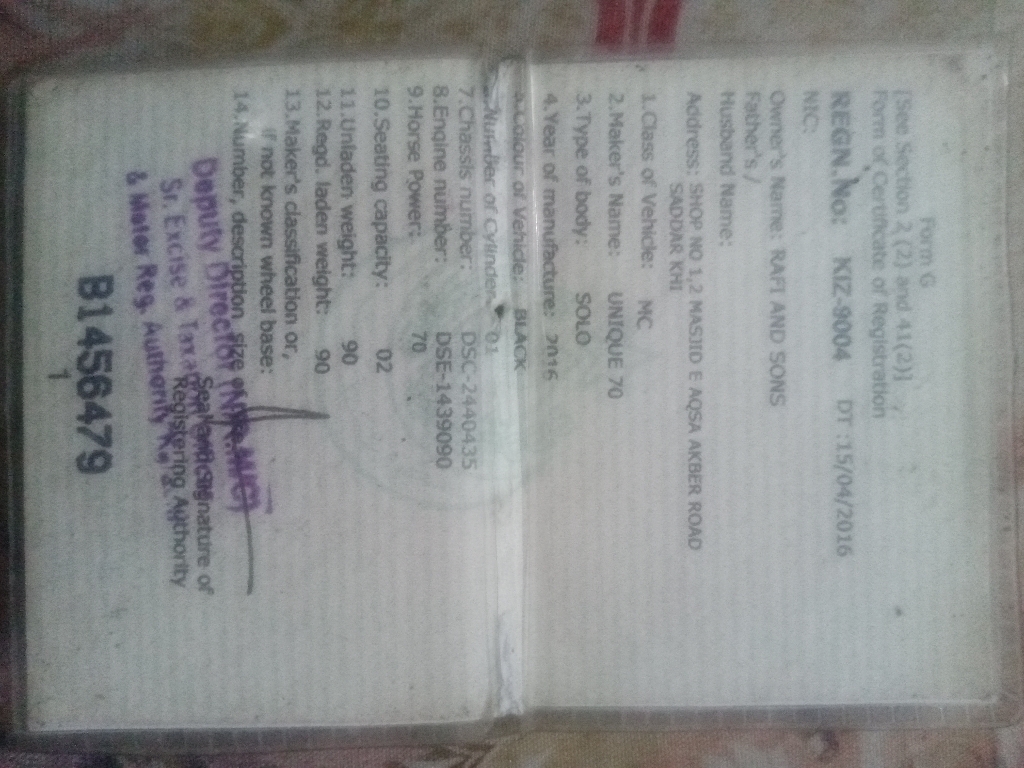 Form G
[See Section 2 (2) and 41(2)]
Form of Certificate of Registration
REGN.No: KIZ-9004 DT :15/04/2016
NIC:
Owner's Name: RAFI AND SONS
Father's /
Husband Name:
Address: SHOP NO 1,2 MASJID E AQSA AKBER ROAD
SADDAR KHI
1.Class of Vehicle: MC
2.Maker's Name: UNIQUE 70
3.Type of body: SOLO
4.Year of manufacture: 2016
5.Colour of Vehicle: BLACK
Number of Cylinder: 01
7.Chassis number: DSC-2440435
8.Engine number: DSE-1439090
9.Horse Power: 70
10.Seating capacity: 02
11.Unladen weight: 90
12.Regd. laden weight: 90
13.Maker's classification or,
if not known wheel base:
14.Number, description, size of
Seal and Signature of
Registering Authority
Deputy Director
Sr. Excise & Tax
& Motor Reg. Authority
B1456479
1